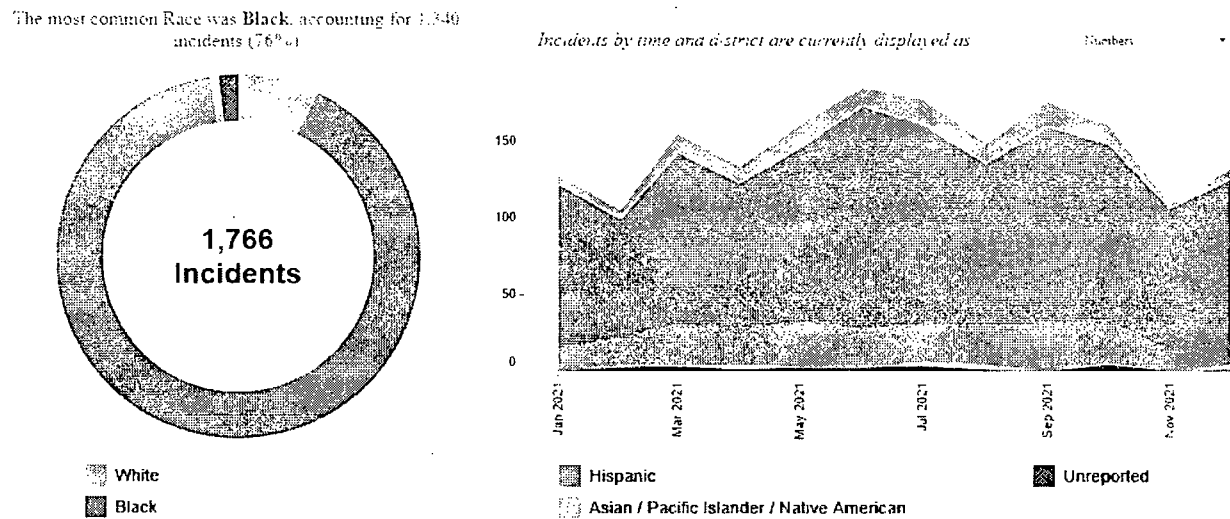 The most common Race was Black, accounting for 1,340
incidents (76%)
Incidents by time and district are currently displayed as
Numbers
1,766
Incidents
150
100
50
0
Jan 2021
Mar 2021
May 2021
Jul 2021
Sep 2021
Nov 2021
White
Black
Hispanic
Asian / Pacific Islander / Native American
Unreported